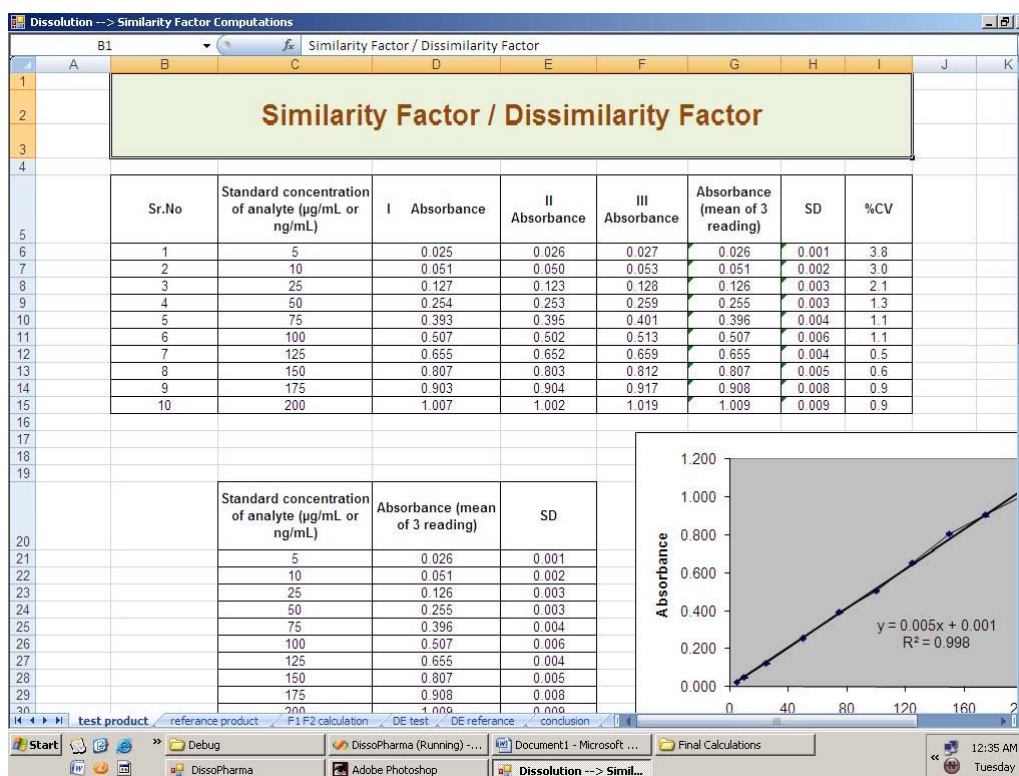 Dissolution --> Similarity Factor Computations
B1 fx Similarity Factor / Dissimilarity Factor
A B C D E F G H I J K
1
2 Similarity Factor / Dissimilarity Factor
3
4
5 Sr.No Standard concentration of analyte (µg/mL or ng/mL) I Absorbance II Absorbance III Absorbance Absorbance (mean of 3 reading) SD %CV
6 1 5 0.025 0.026 0.027 0.026 0.001 3.8
7 2 10 0.051 0.050 0.053 0.051 0.002 3.0
8 3 25 0.127 0.123 0.128 0.126 0.003 2.1
9 4 50 0.254 0.253 0.259 0.255 0.003 1.3
10 5 75 0.393 0.395 0.401 0.396 0.004 1.1
11 6 100 0.507 0.502 0.513 0.507 0.006 1.1
12 7 125 0.655 0.652 0.659 0.655 0.004 0.5
13 8 150 0.807 0.803 0.812 0.807 0.005 0.6
14 9 175 0.903 0.904 0.917 0.908 0.008 0.9
15 10 200 1.007 1.002 1.019 1.009 0.009 0.9
16
17
18
19
20 Standard concentration of analyte (µg/mL or ng/mL) Absorbance (mean of 3 reading) SD
21 5 0.026 0.001
22 10 0.051 0.002
23 25 0.126 0.003
24 50 0.255 0.003
25 75 0.396 0.004
26 100 0.507 0.006
27 125 0.655 0.004
28 150 0.807 0.005
29 175 0.908 0.008
30 200 1.009 0.009
1.200
1.000
0.800
0.600
0.400
0.200
0.000
Absorbance
y = 0.005x + 0.001
R² = 0.998
0 40 80 120 160 2
test product referance product F1 F2 calculation DE test DE referance conclusion
Start » Debug DissoPharma (Running) -... Document1 - Microsoft ... Final Calculations « 12:35 AM
DissoPharma Adobe Photoshop Dissolution --> Simil... Tuesday